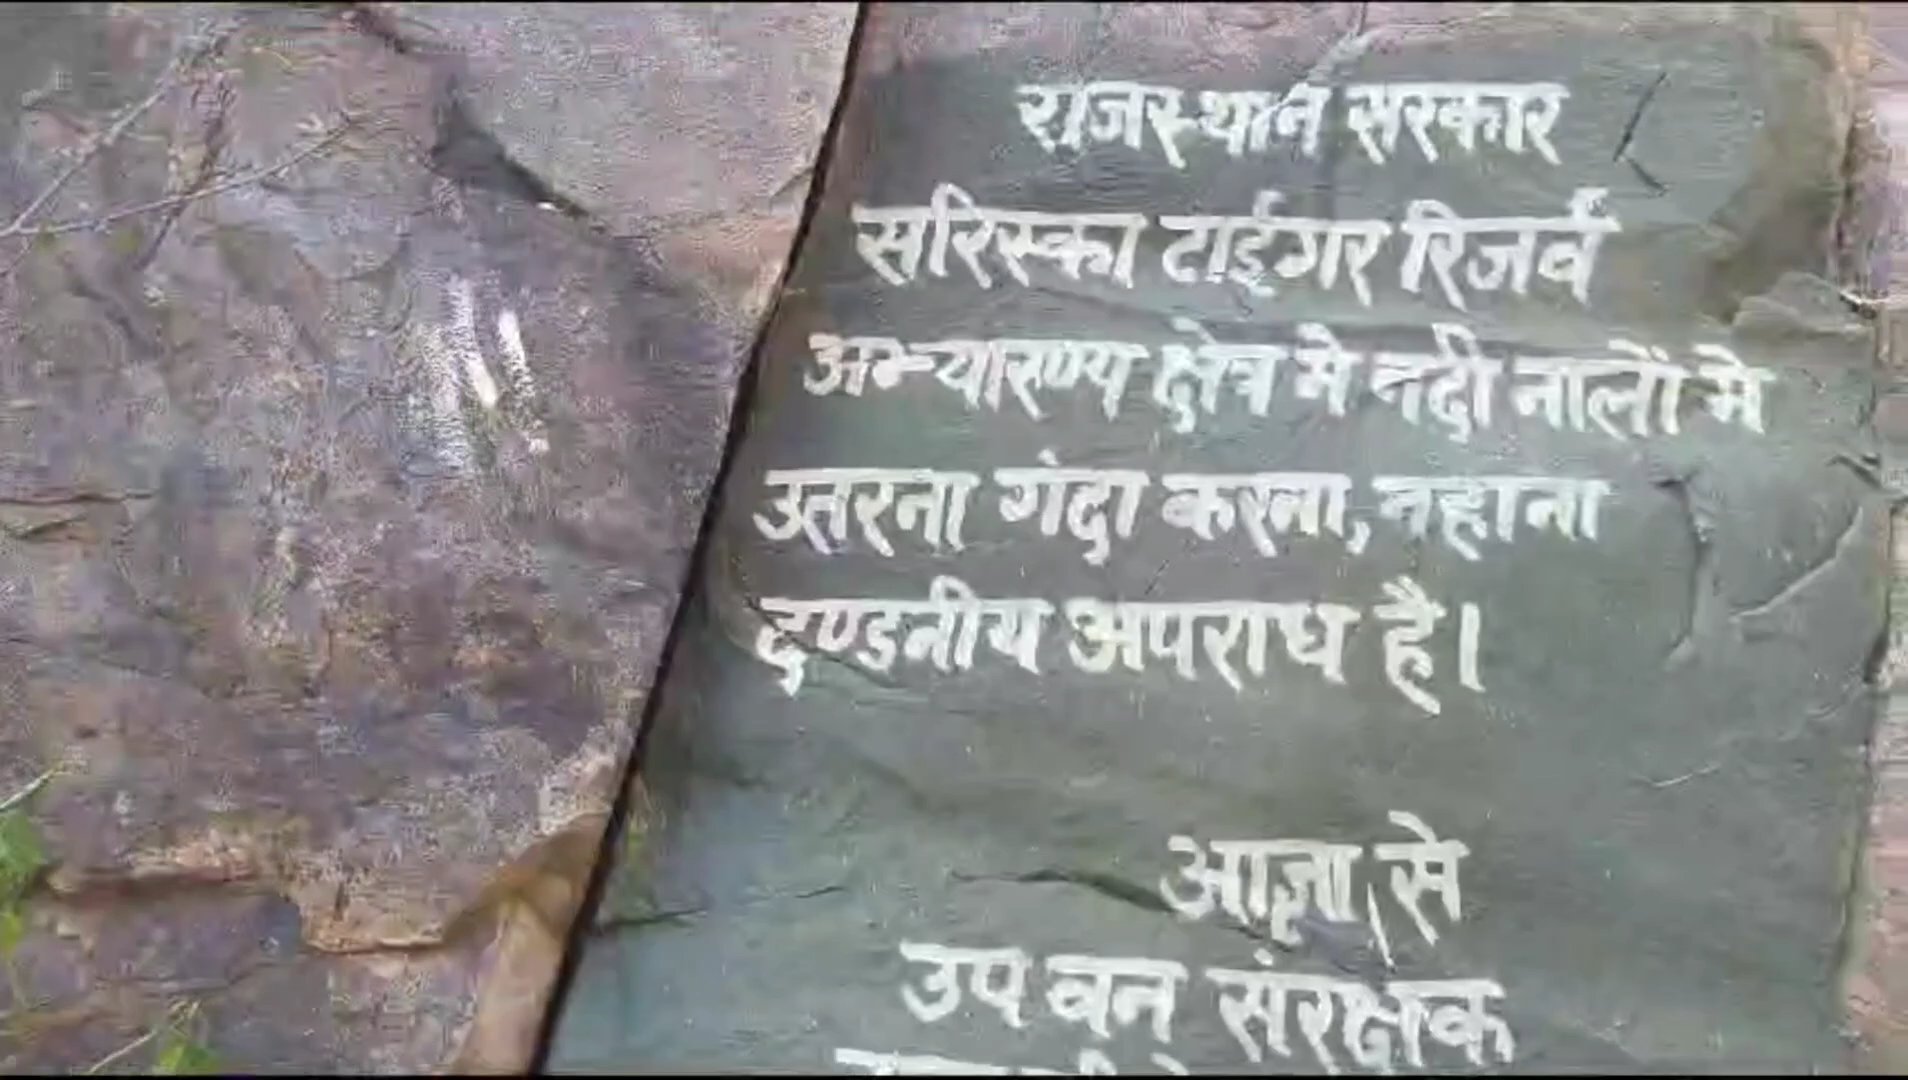 राजस्थान सरकार
सरिस्का टाईगर रिजर्व
अभ्यारण्य क्षेत्र मे नदी नालों मे
उतरना गंदा करना, नहाना
दण्डनीय अपराध है।
आज्ञा से
उप वन संरक्षक